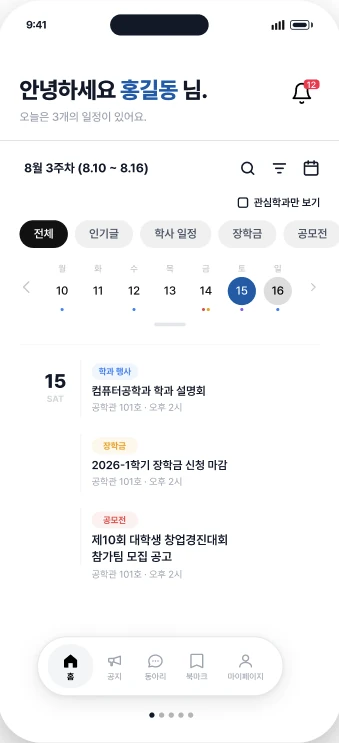 9:41
안녕하세요 홍길동 님.
12
오늘은 3개의 일정이 있어요.
8월 3주차 (8.10 ~ 8.16)
관심학과만 보기
전체 인기글 학사 일정 장학금 공모전
월 화 수 목 금 토 일
10 11 12 13 14 15 16
15
SAT
학과 행사
컴퓨터공학과 학과 설명회
공학관 101호 · 오후 2시
장학금
2026-1학기 장학금 신청 마감
공학관 101호 · 오후 2시
공모전
제10회 대학생 창업경진대회
참가팀 모집 공고
공학관 101호 · 오후 2시
홈 공지 동아리 북마크 마이페이지